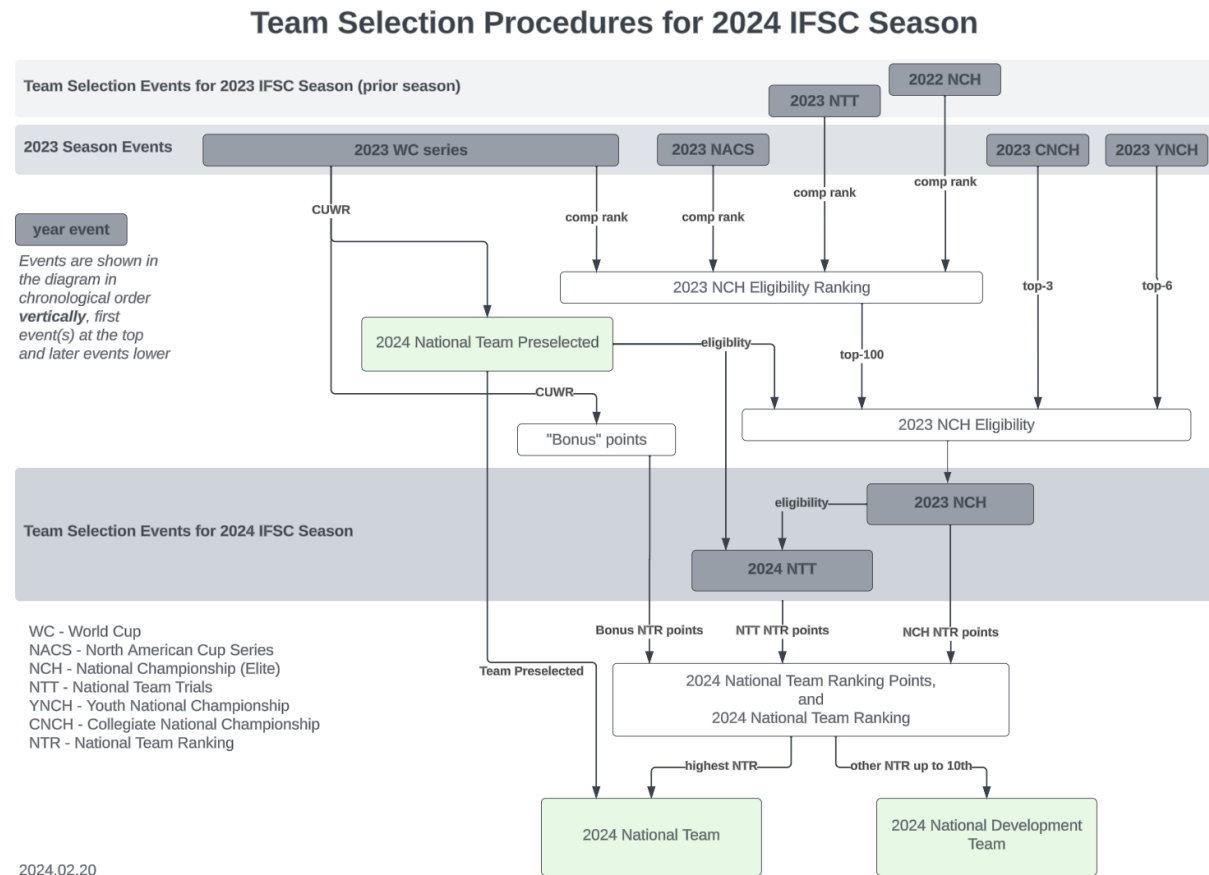 Team Selection Procedures for 2024 IFSC Season
Team Selection Events for 2023 IFSC Season (prior season)
2022 NCH
2023 NTT
2023 Season Events
2023 WC series
2023 NACS
2023 CNCH
2023 YNCH
comp rank
comp rank
CUWR
comp rank
comp rank
year event
Events are shown in
the diagram in
chronological order
vertically, first
event(s) at the top
and later events lower
2023 NCH Eligibility Ranking
top-3
top-6
2024 National Team Preselected
eligiblity
top-100
CUWR
2023 NCH Eligibility
"Bonus" points
Team Selection Events for 2024 IFSC Season
eligibility
2023 NCH
2024 NTT
WC - World Cup
NACS - North American Cup Series
NCH - National Championship (Elite)
NTT - National Team Trials
YNCH - Youth National Championship
CNCH - Collegiate National Championship
NTR - National Team Ranking
Bonus NTR points
NTT NTR points
NCH NTR points
Team Preselected
2024 National Team Ranking Points,
and
2024 National Team Ranking
highest NTR
other NTR up to 10th
2024 National Team
2024 National Development
Team
2024.02.20